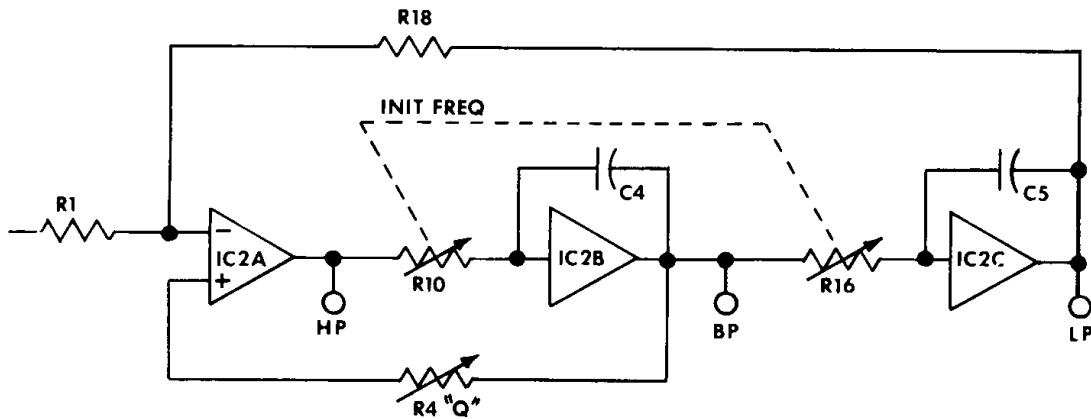 R18
INIT FREQ
R1
C4
C5
−
IC2A
+
IC2B
IC2C
R10
R16
HP
BP
LP
R4 "Q"